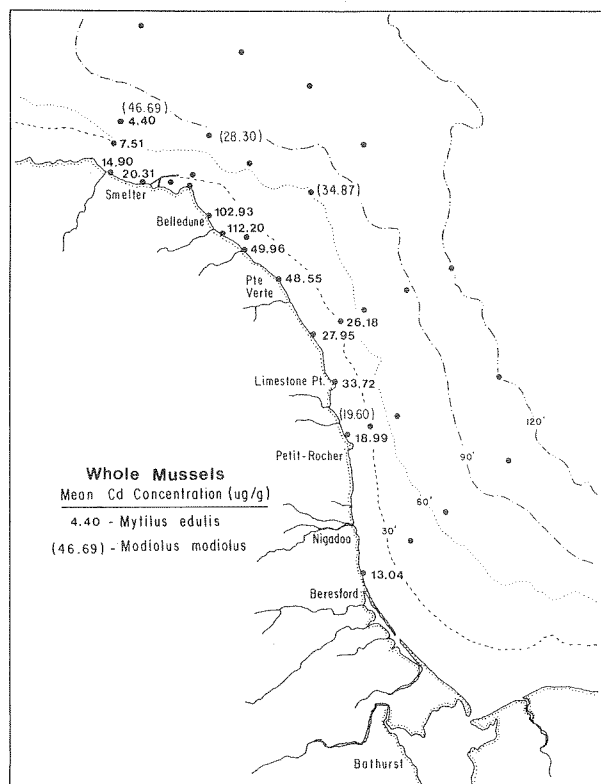 (46.69)
4.40
(28.30)
7.51
14.90
20.31
(34.87)
Smelter
102.93
Belledune
112.20
49.96
Pte
Verte
48.55
26.18
27.95
Limestone Pt.
33.72
(19.60)
18.99
Petit-Rocher
120'
90'
60'
30'
Whole Mussels
Mean Cd Concentration (ug/g)
4.40 - Mytilus edulis
(46.69) - Modiolus modiolus
Nigadoo
13.04
Beresford
Bathurst